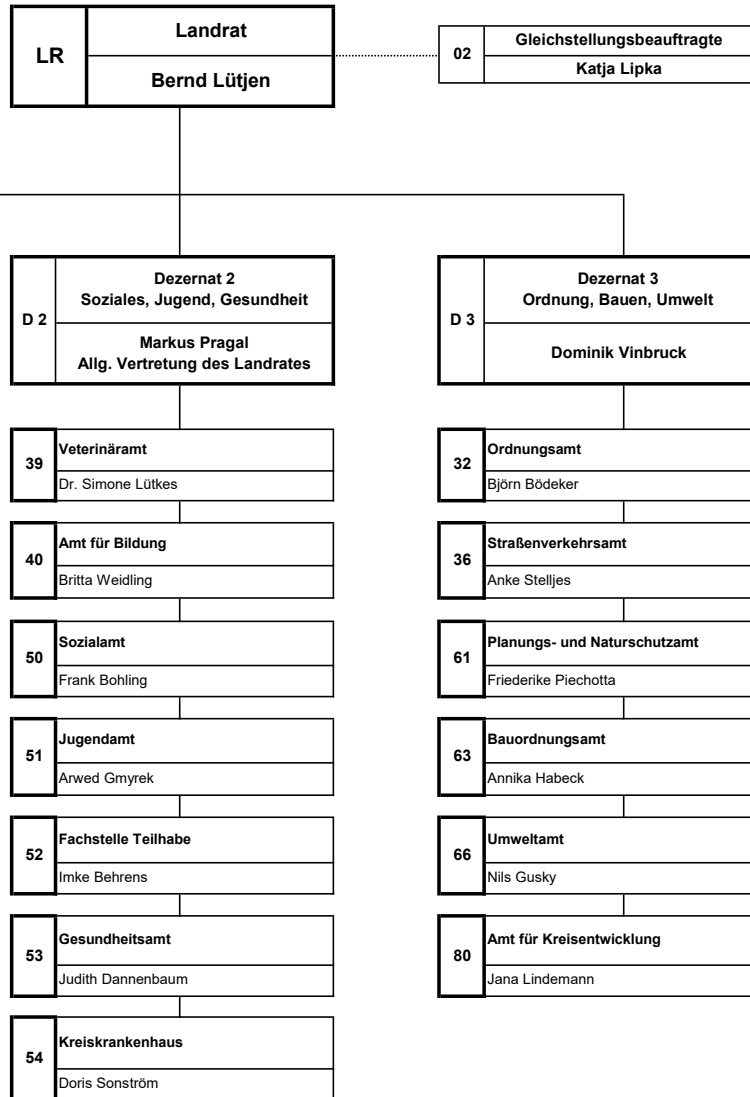 LR
Landrat
Bernd Lütjen
02
Gleichstellungsbeauftragte
Katja Lipka
D 2
Dezernat 2
Soziales, Jugend, Gesundheit
Markus Pragal
Allg. Vertretung des Landrates
39
Veterinäramt
Dr. Simone Lütkes
40
Amt für Bildung
Britta Weidling
50
Sozialamt
Frank Bohling
51
Jugendamt
Arwed Gmyrek
52
Fachstelle Teilhabe
Imke Behrens
53
Gesundheitsamt
Judith Dannenbaum
54
Kreiskrankenhaus
Doris Sonström
D 3
Dezernat 3
Ordnung, Bauen, Umwelt
Dominik Vinbruck
32
Ordnungsamt
Björn Bödeker
36
Straßenverkehrsamt
Anke Stelljes
61
Planungs- und Naturschutzamt
Friederike Piechotta
63
Bauordnungsamt
Annika Habeck
66
Umweltamt
Nils Gusky
80
Amt für Kreisentwicklung
Jana Lindemann